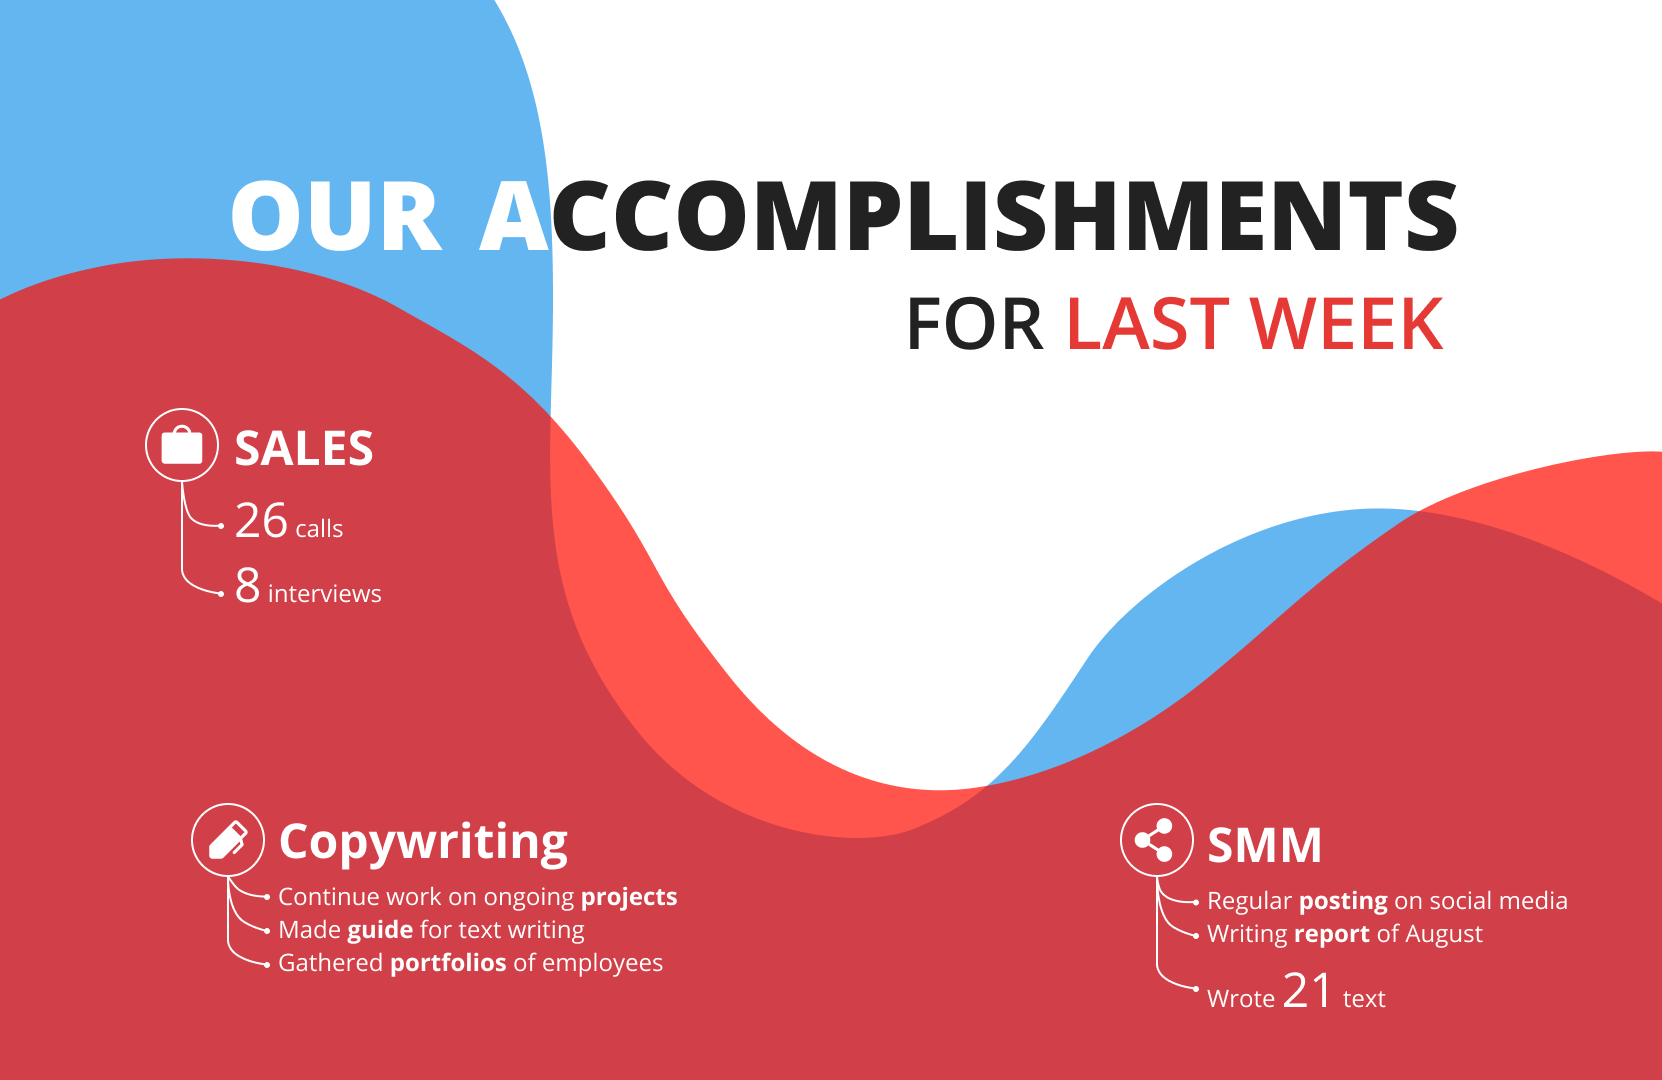 OUR ACCOMPLISHMENTS
FOR LAST WEEK
SALES
26 calls
8 interviews
Copywriting
Continue work on ongoing projects
Made guide for text writing
Gathered portfolios of employees
SMM
Regular posting on social media
Writing report of August
Wrote 21 text